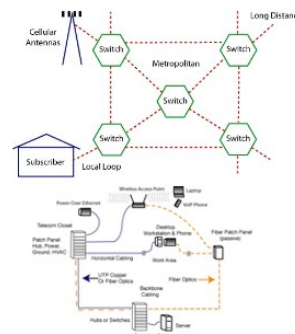 Cellular
Antennas
Long Distanc
Switch
Switch
Metropolitan
Switch
Subscriber
Local Loop
Switch
Switch
Wireless Access Point
Laptop
Power Over Ethernet
VoIP Phone
Telecom Closet
Desktop
Workstation & Phone
Fiber Patch Panel
(passive)
Patch Panel
Hub, Power,
Ground, HVAC
Horizontal Cabling
Work Area
UTP Copper
Or Fiber Optics
Fiber Optics
Backbone
Cabling
Hubs or Switches
Server